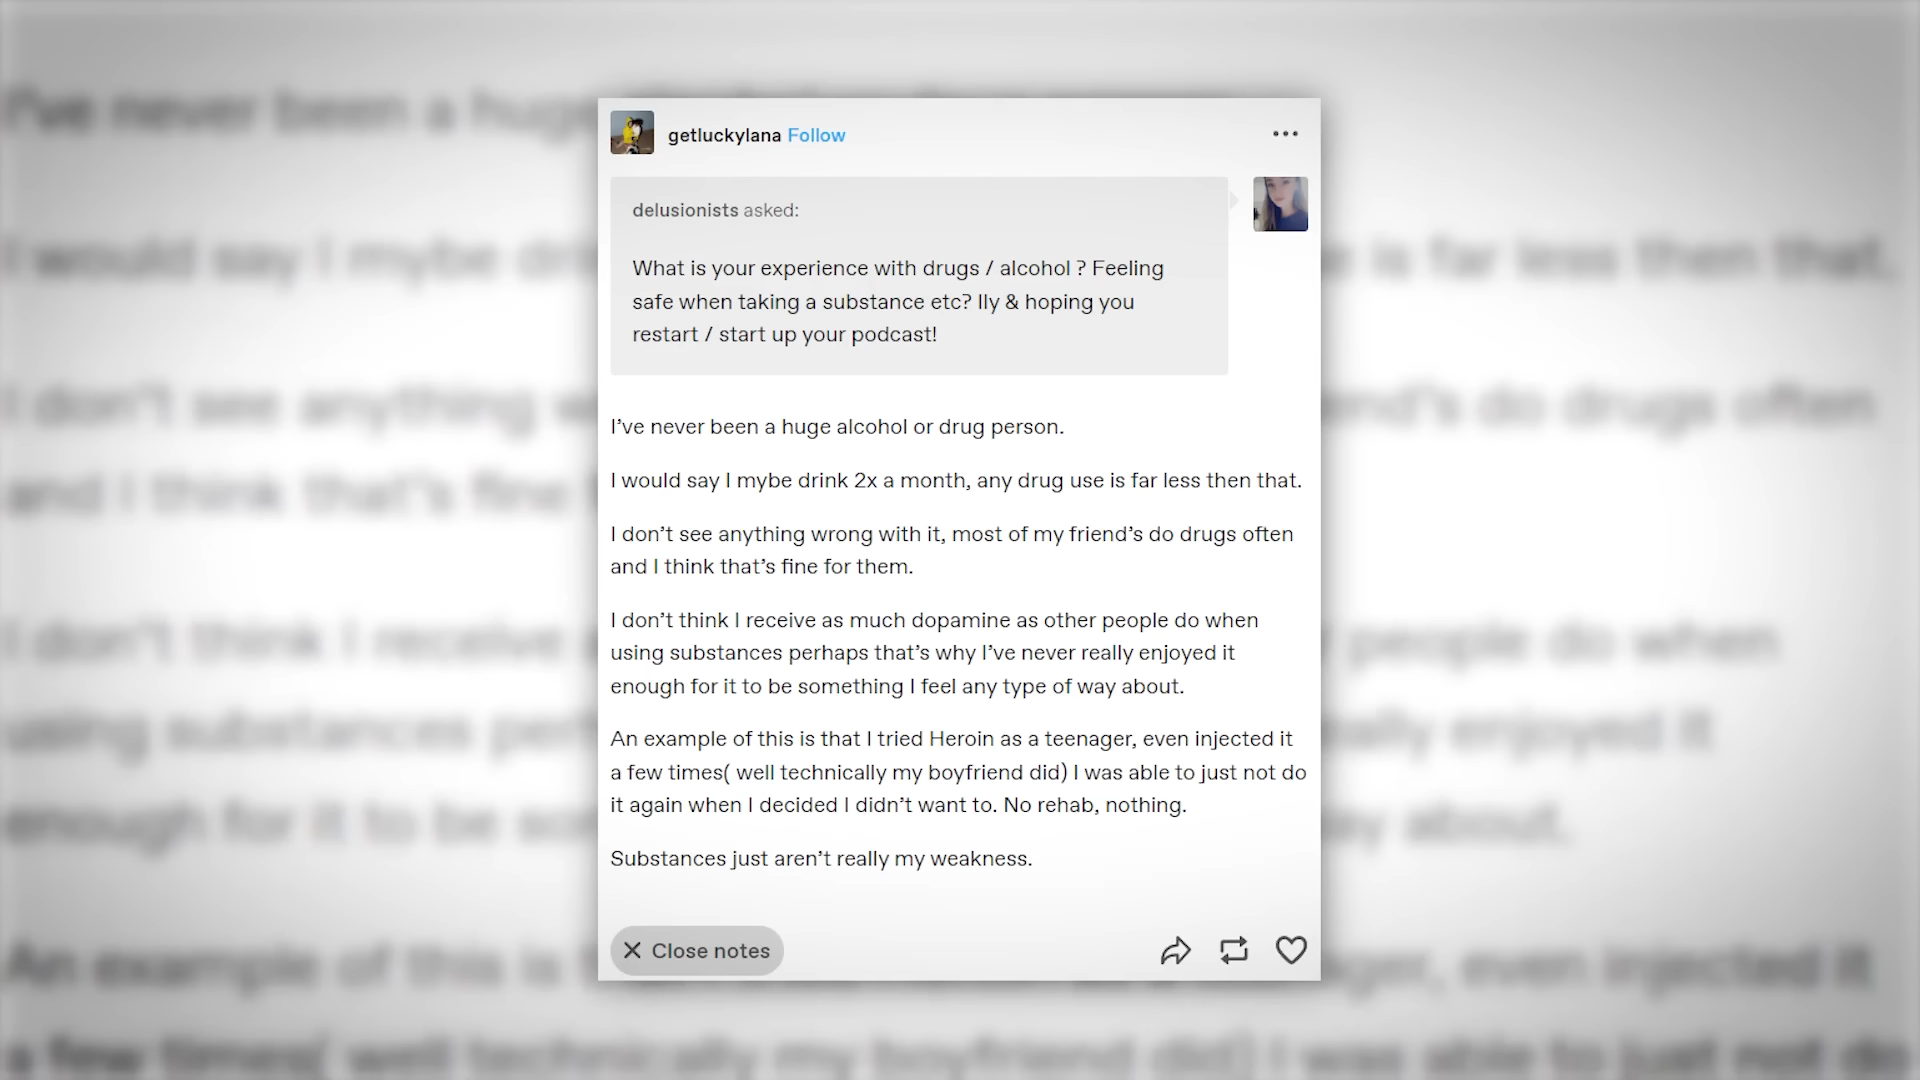 getluckylana Follow
delusionists asked:
What is your experience with drugs / alcohol ? Feeling
safe when taking a substance etc? Ily & hoping you
restart / start up your podcast!
I've never been a huge alcohol or drug person.
I would say I mybe drink 2x a month, any drug use is far less then that.
I don't see anything wrong with it, most of my friend's do drugs often
and I think that's fine for them.
I don't think I receive as much dopamine as other people do when
using substances perhaps that's why I've never really enjoyed it
enough for it to be something I feel any type of way about.
An example of this is that I tried Heroin as a teenager, even injected it
a few times( well technically my boyfriend did) I was able to just not do
it again when I decided I didn't want to. No rehab, nothing.
Substances just aren't really my weakness.
Close notes